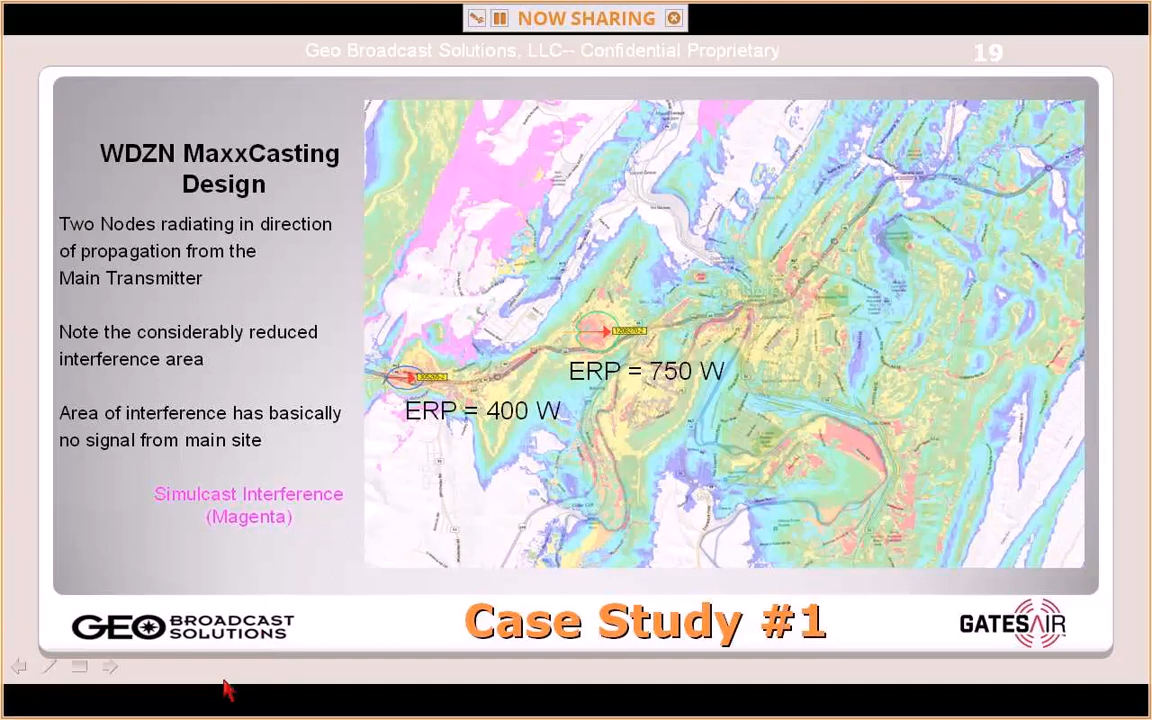 NOW SHARING
Geo Broadcast Solutions, LLC-- Confidential Proprietary
19
WDZN MaxxCasting
Design
Two Nodes radiating in direction
of propagation from the
Main Transmitter
Note the considerably reduced
interference area
Area of interference has basically
no signal from main site
Simulcast Interference
(Magenta)
ERP = 750 W
ERP = 400 W
GEO BROADCAST
SOLUTIONS
Case Study #1
GATESAIR